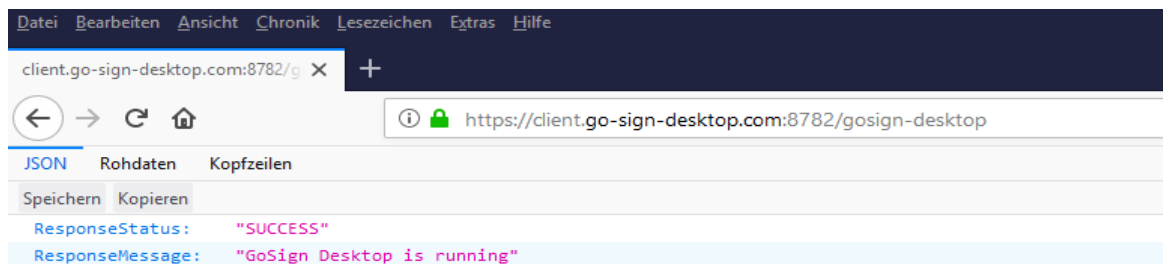 Datei Bearbeiten Ansicht Chronik Lesezeichen Extras Hilfe
client.go-sign-desktop.com:8782/g
https://client.go-sign-desktop.com:8782/gosign-desktop
JSON Rohdaten Kopfzeilen
Speichern Kopieren
ResponseStatus: "SUCCESS"
ResponseMessage: "GoSign Desktop is running"